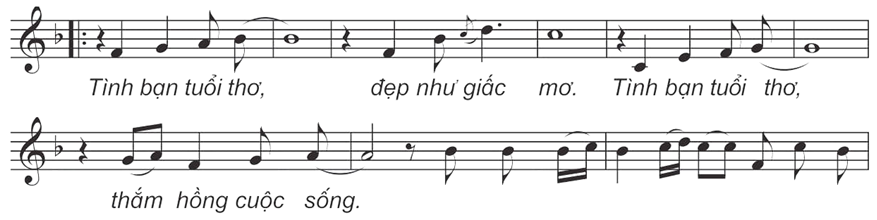 Tình bạn tuổi thơ, đẹp như giấc mơ. Tình bạn tuổi thơ,
thắm hồng cuộc sống.